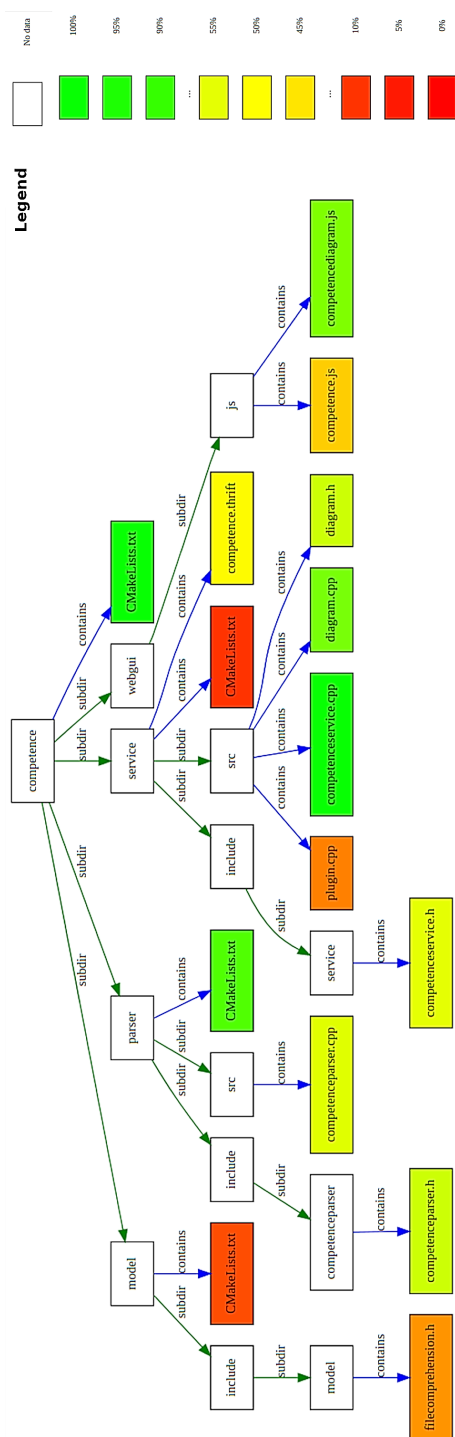 No data
100%
95%
90%
...
55%
50%
45%
...
10%
5%
0%
Legend
competence
subdir
subdir
subdir
subdir
contains
model
parser
service
webgui
CMakeLists.txt
subdir
contains
subdir
subdir
contains
subdir
subdir
contains
contains
subdir
include
CMakeLists.txt
include
src
CMakeLists.txt
include
src
CMakeLists.txt
competence.thrift
js
subdir
subdir
contains
subdir
contains
contains
contains
contains
contains
contains
model
competenceparser
competenceparser.cpp
service
plugin.cpp
competenceservice.cpp
diagram.cpp
diagram.h
competence.js
competencediagram.js
contains
contains
contains
filecomprehension.h
competenceparser.h
competenceservice.h